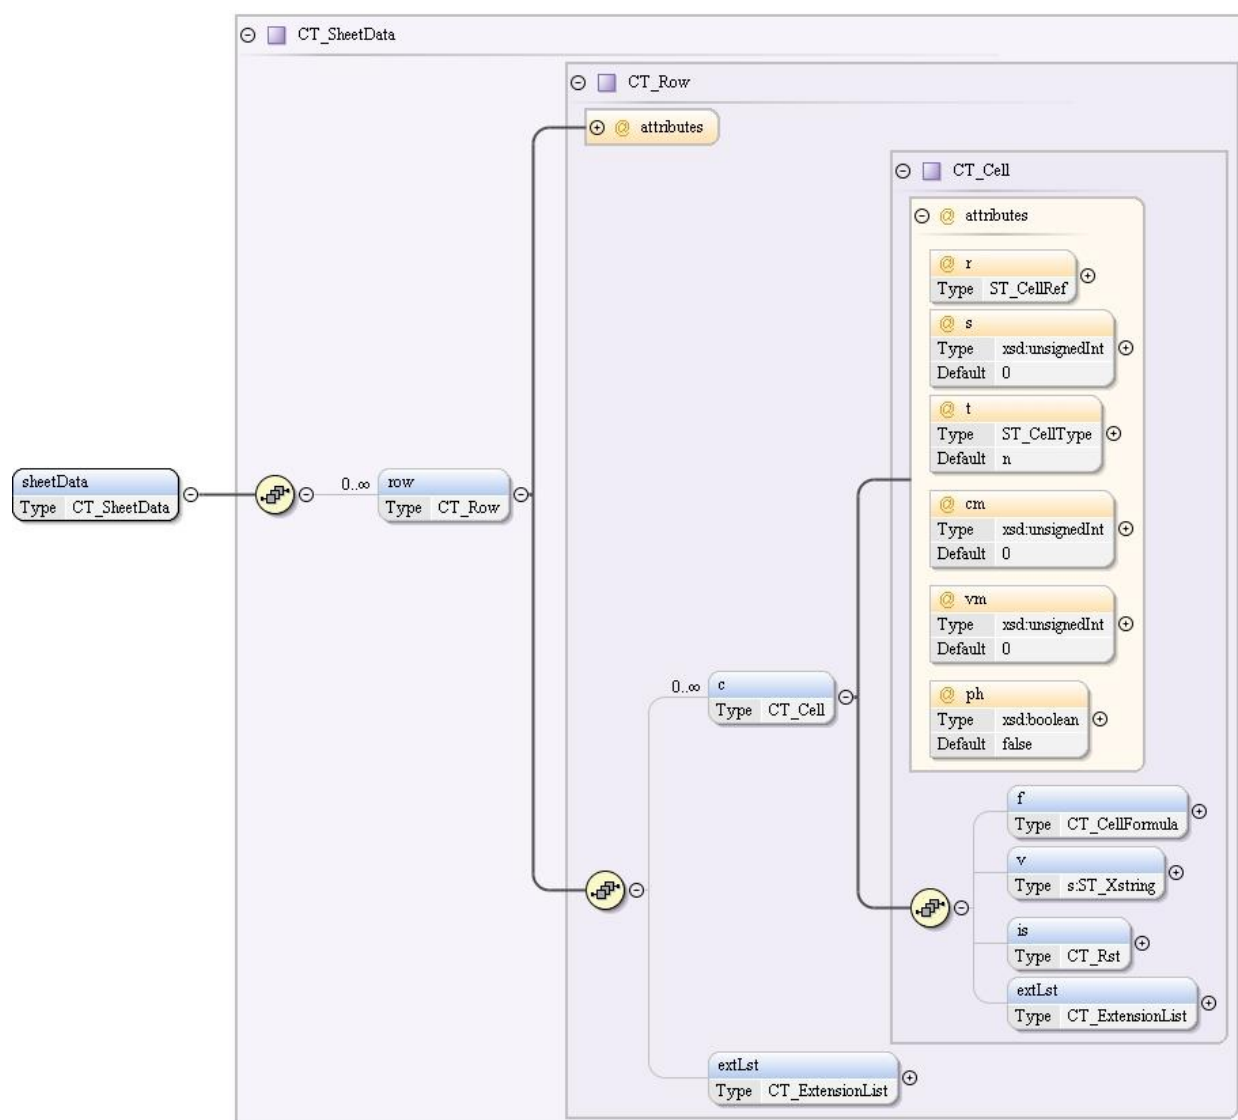 CT_SheetData
CT_Row
@ attributes
CT_Cell
@ attributes
@ r
Type ST_CellRef
@ s
Type xsd:unsignedInt
Default 0
@ t
Type ST_CellType
Default n
sheetData
Type CT_SheetData
0..∞
row
Type CT_Row
@ cm
Type xsd:unsignedInt
Default 0
@ vm
Type xsd:unsignedInt
Default 0
0..∞
c
Type CT_Cell
@ ph
Type xsd:boolean
Default false
f
Type CT_CellFormula
v
Type s:ST_Xstring
is
Type CT_Rst
extLst
Type CT_ExtensionList
extLst
Type CT_ExtensionList